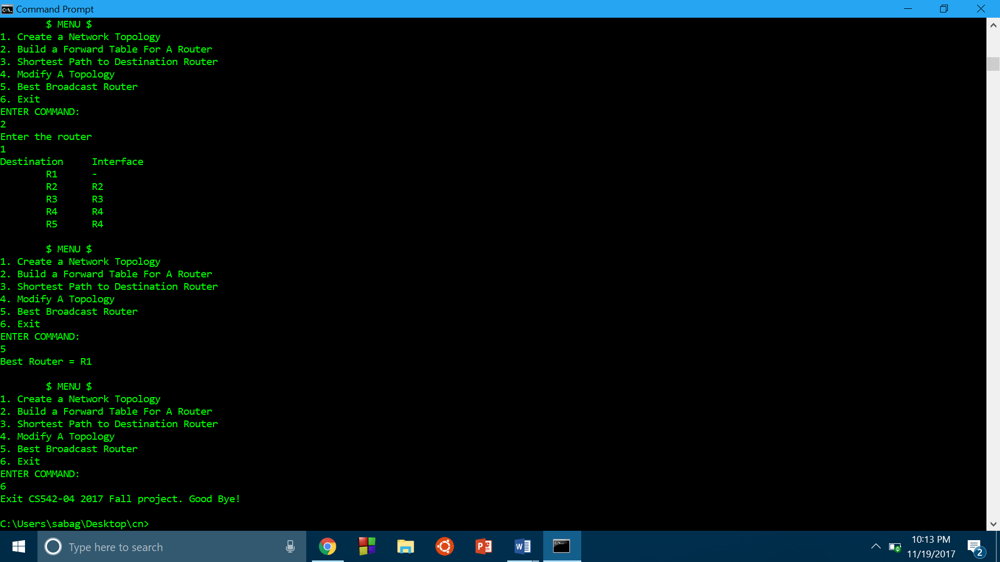 Command Prompt
$ MENU $
1. Create a Network Topology
2. Build a Forward Table For A Router
3. Shortest Path to Destination Router
4. Modify A Topology
5. Best Broadcast Router
6. Exit
ENTER COMMAND:
2
Enter the router
1
Destination Interface
R1 -
R2 R2
R3 R3
R4 R4
R5 R4
$ MENU $
1. Create a Network Topology
2. Build a Forward Table For A Router
3. Shortest Path to Destination Router
4. Modify A Topology
5. Best Broadcast Router
6. Exit
ENTER COMMAND:
5
Best Router = R1
$ MENU $
1. Create a Network Topology
2. Build a Forward Table For A Router
3. Shortest Path to Destination Router
4. Modify A Topology
5. Best Broadcast Router
6. Exit
ENTER COMMAND:
6
Exit CS542-04 2017 Fall project. Good Bye!
C:\Users\sabag\Desktop\cn>
Type here to search
10:13 PM
11/19/2017
2